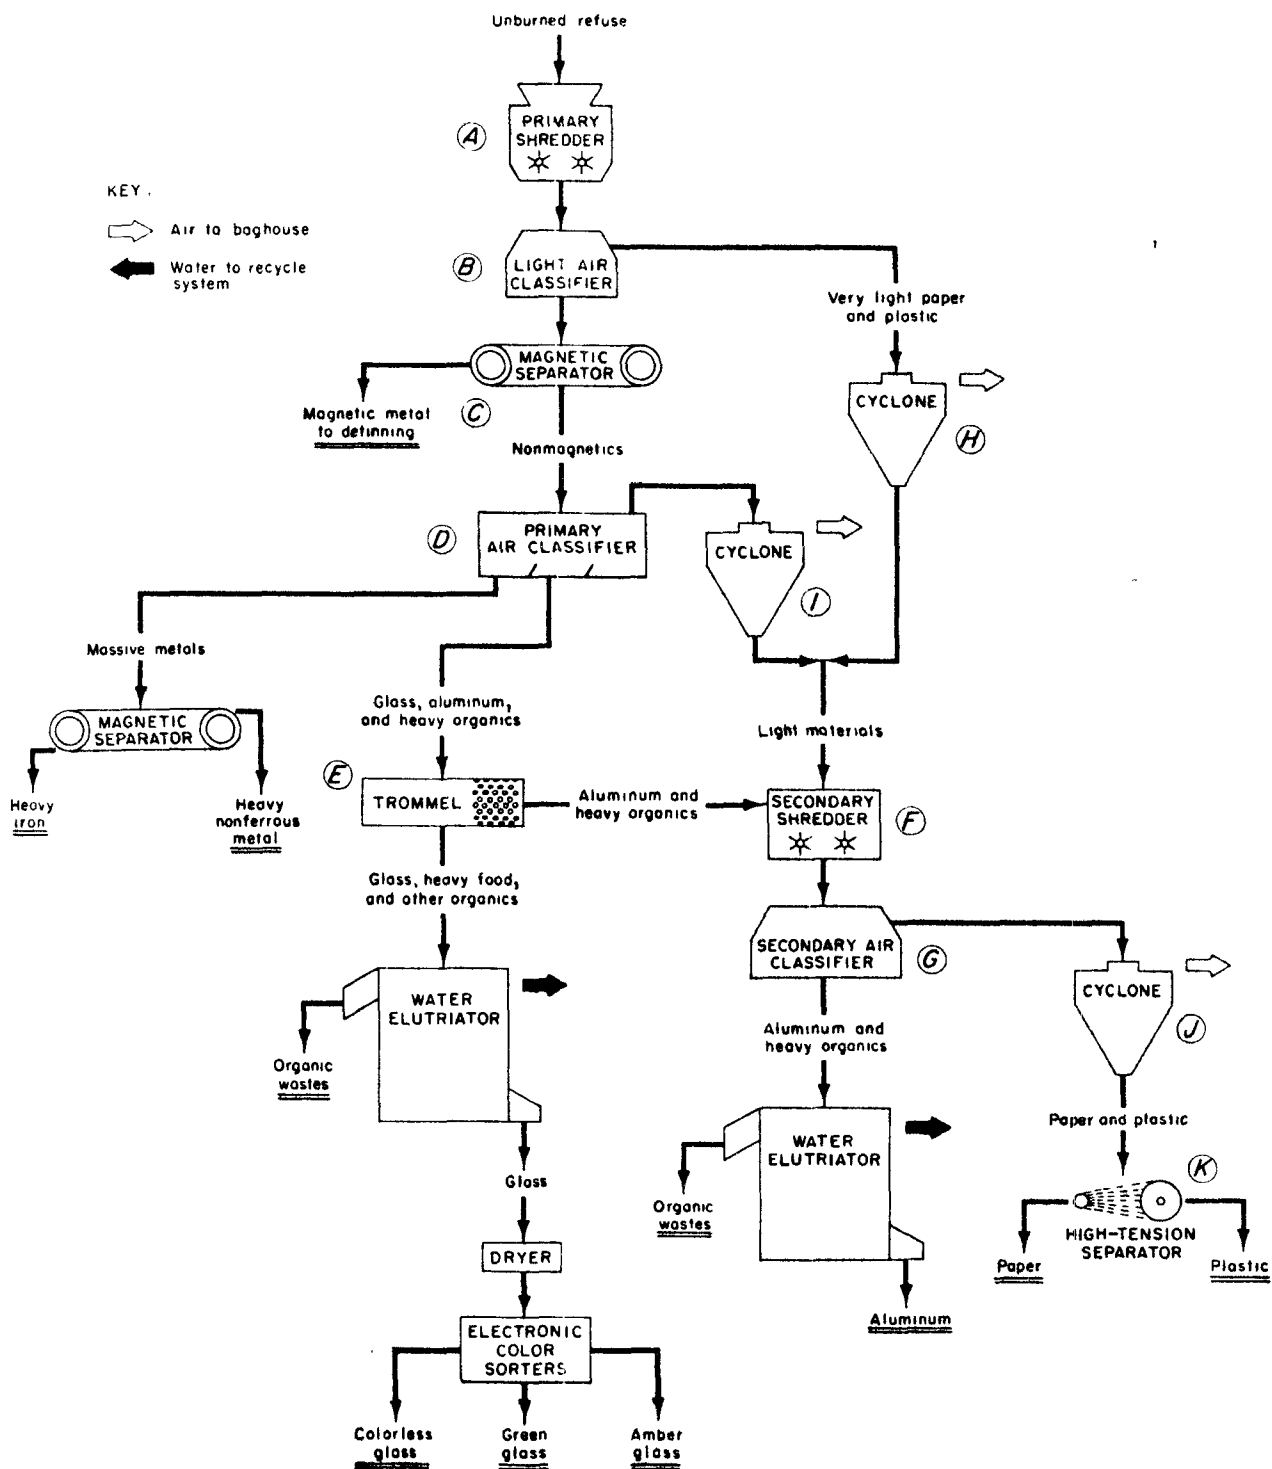 Unburned refuse
A
PRIMARY
SHREDDER
KEY.
Air to baghouse
Water to recycle
system
B
LIGHT AIR
CLASSIFIER
Very light paper
and plastic
MAGNETIC
SEPARATOR
C
Magnetic metal
to detinning
CYCLONE
H
Nonmagnetics
D
PRIMARY
AIR CLASSIFIER
CYCLONE
I
Massive metals
Glass, aluminum,
and heavy organics
MAGNETIC
SEPARATOR
Light materials
Heavy
iron
Heavy
nonferrous
metal
E
TROMMEL
Aluminum and
heavy organics
SECONDARY
SHREDDER
F
Glass, heavy food,
and other organics
SECONDARY AIR
CLASSIFIER
G
WATER
ELUTRIATOR
CYCLONE
J
Organic
wastes
Aluminum and
heavy organics
Paper and plastic
Glass
WATER
ELUTRIATOR
K
Organic
wastes
HIGH-TENSION
SEPARATOR
Paper
Plastic
DRYER
Aluminum
ELECTRONIC
COLOR
SORTERS
Colorless
glass
Green
glass
Amber
glass